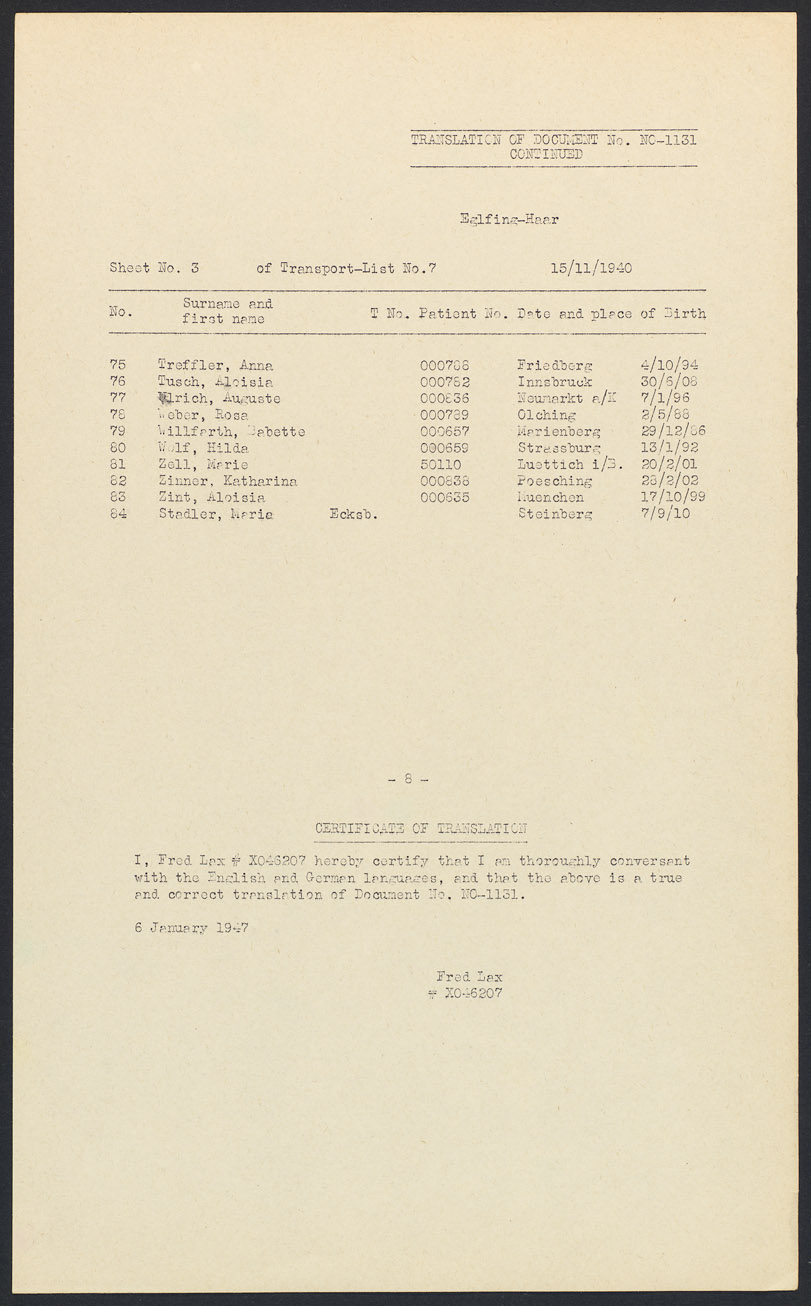 TRANSLATION OF DOCUMENT No. NO-1131
CONTINUED
Eglfing-Haar
Sheet No. 3 of Transport-List No.7 15/11/1940
No. Surname and first name T No. Patient No. Date and place of Birth
75 Treffler, Anna 000788 Friedberg 4/10/94
76 Tusch, Aloisia 000782 Innsbruck 30/6/08
77 Ulrich, Auguste 000836 Neumarkt a/K 7/1/96
78 Weber, Rosa 000789 Olching 2/5/88
79 Willfarth, Babette 000657 Marienberg 29/12/86
80 Wolf, Hilda 000659 Strassburg 13/1/92
81 Zell, Marie 50110 Luettich i/B. 20/2/01
82 Zinner, Katharina 000838 Poesching 28/2/02
83 Zint, Aloisia 000635 Muenchen 17/10/99
84 Stadler, Maria Ecksb. Steinberg 7/9/10
- 8 -
CERTIFICATE OF TRANSLATION
I, Fred Lax # X046207 hereby certify that I am thoroughly conversant
with the English and German languages, and that the above is a true
and correct translation of Document No. NO-1131.
6 January 1947
Fred Lax
# X046207